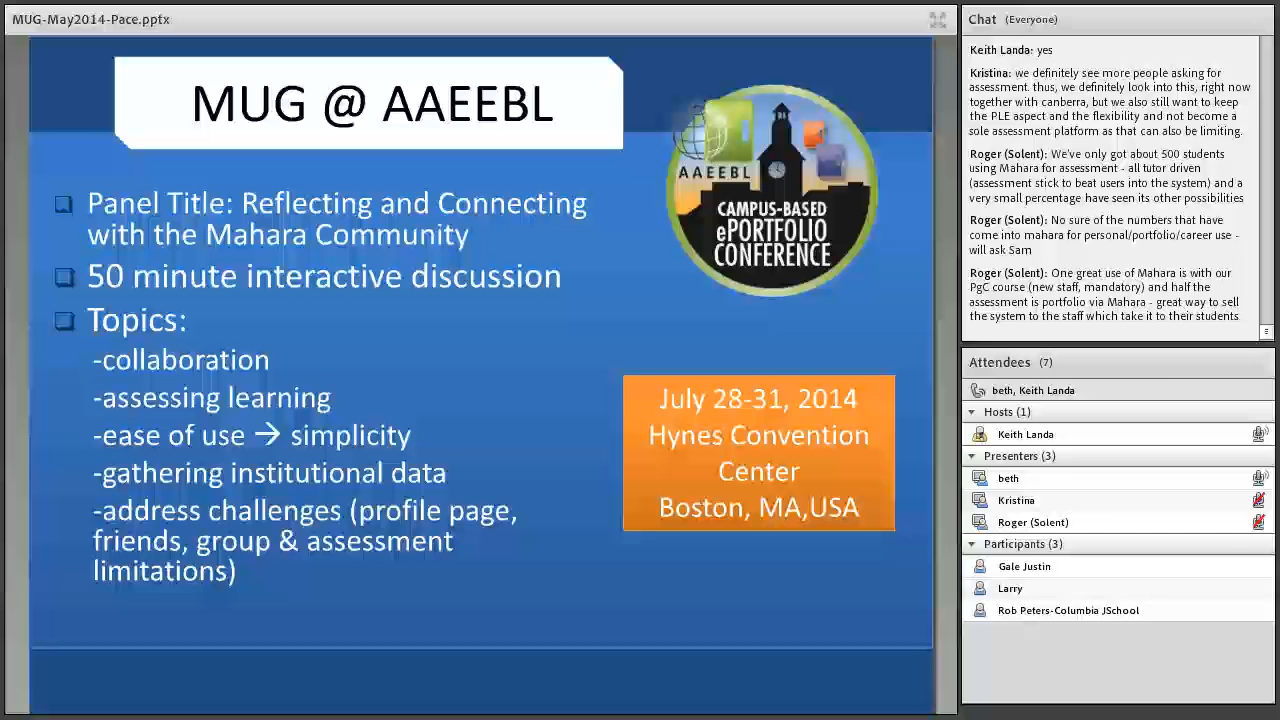 MUG-May2014-Pace.pptx
MUG @ AAEEBL
AAEEBL
CAMPUS-BASED
ePORTFOLIO
CONFERENCE
Panel Title: Reflecting and Connecting
with the Mahara Community
50 minute interactive discussion
Topics:
-collaboration
-assessing learning
-ease of use → simplicity
-gathering institutional data
-address challenges (profile page,
friends, group & assessment
limitations)
July 28-31, 2014
Hynes Convention
Center
Boston, MA,USA
Chat (Everyone)
Keith Landa: yes
Kristina: we definitely see more people asking for
assessment. thus, we definitely look into this, right now
together with canberra, but we also still want to keep
the PLE aspect and the flexibility and not become a
sole assessment platform as that can also be limiting.
Roger (Solent): We've only got about 500 students
using Mahara for assessment - all tutor driven
(assessment stick to beat users into the system) and a
very small percentage have seen its other possibilities
Roger (Solent): No sure of the numbers that have
come into mahara for personal/portfolio/career use -
will ask Sam
Roger (Solent): One great use of Mahara is with our
PgC course (new staff, mandatory) and half the
assessment is portfolio via Mahara - great way to sell
the system to the staff which take it to their students
Attendees (7)
beth, Keith Landa
Hosts (1)
Keith Landa
Presenters (3)
beth
Kristina
Roger (Solent)
Participants (3)
Gale Justin
Larry
Rob Peters-Columbia JSchool